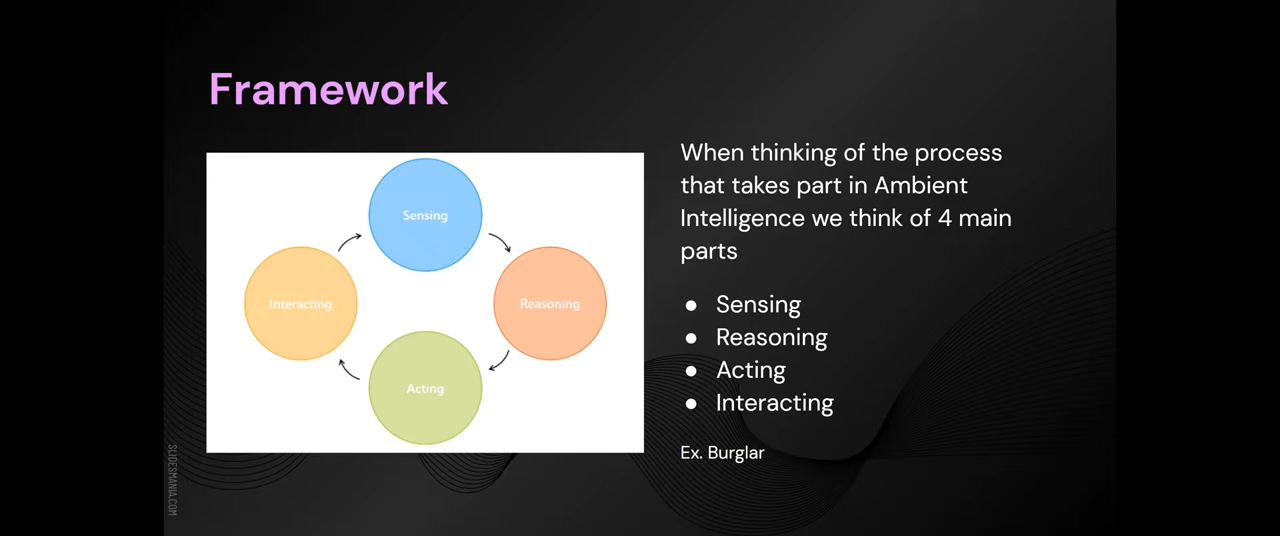 Framework
Sensing
Interacting
Reasoning
Acting
When thinking of the process
that takes part in Ambient
Intelligence we think of 4 main
parts
● Sensing
● Reasoning
● Acting
● Interacting
Ex. Burglar
SLIDESMANIA.COM